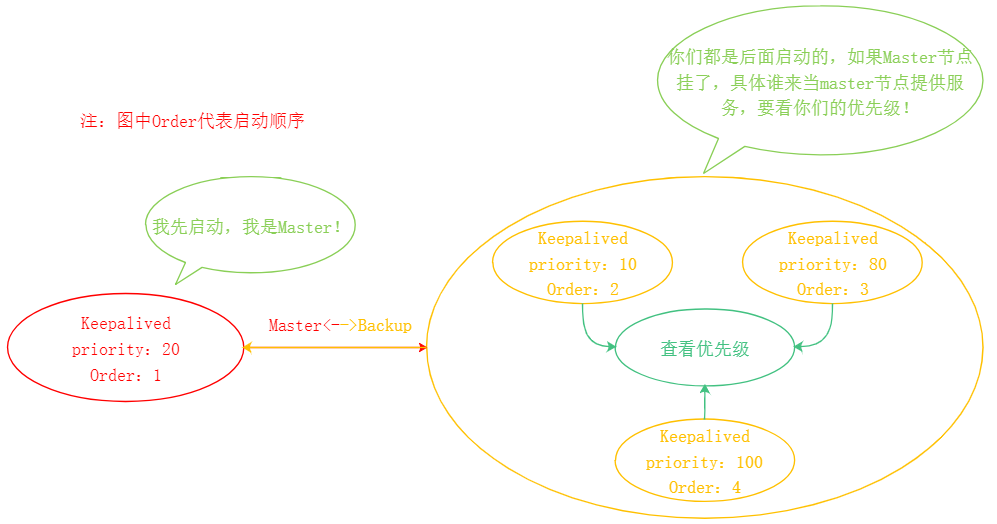 你们都是后面启动的，如果Master节点
挂了，具体谁来当master节点提供服
务，要看你们的优先级！
注：图中Order代表启动顺序
我先启动，我是Master！
Keepalived
priority：10
Order：2
Keepalived
priority：80
Order：3
Keepalived
priority：20
Order：1
Master<-->Backup
查看优先级
Keepalived
priority：100
Order：4